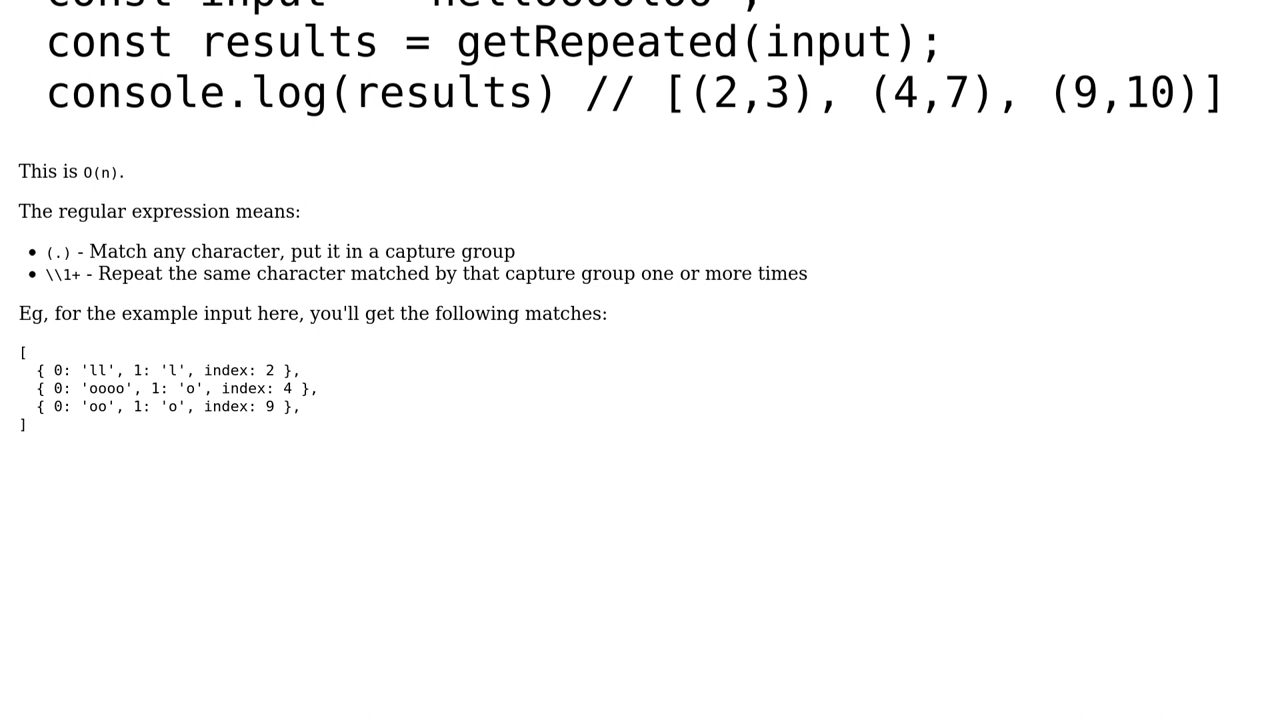 const results = getRepeated(input);
console.log(results) // [(2,3), (4,7), (9,10)]
This is O(n).
The regular expression means:
• (.) - Match any character, put it in a capture group
• \\1+ - Repeat the same character matched by that capture group one or more times
Eg, for the example input here, you'll get the following matches:
[
  { 0: 'll', 1: 'l', index: 2 },
  { 0: 'oooo', 1: 'o', index: 4 },
  { 0: 'oo', 1: 'o', index: 9 },
]